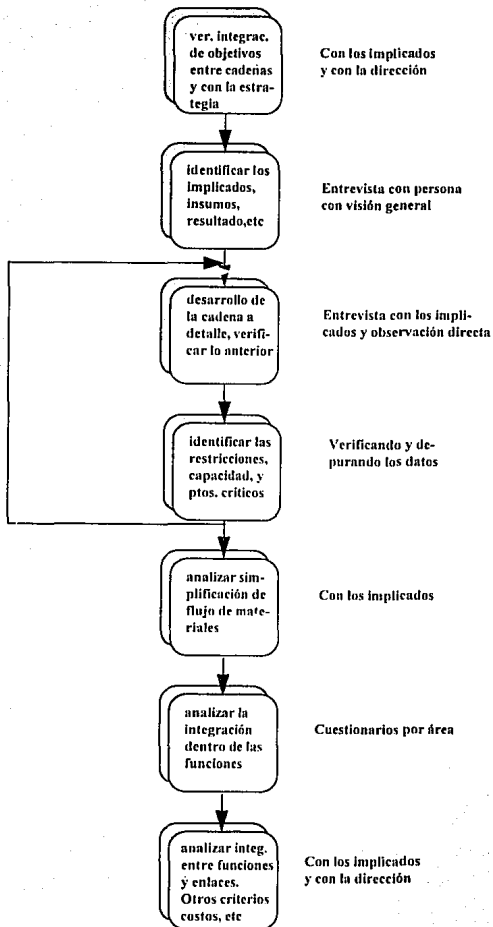 ver. integrac.
de objetivos
entre cadenas
y con la estra-
tegia
Con los implicados
y con la dirección
identificar los
implicados,
insumos,
resultado,etc
Entrevista con persona
con visión general
desarrollo de
la cadena a
detalle, verifi-
car lo anterior
Entrevista con los impli-
cados y observación directa
identificar las
restricciones,
capacidad, y
ptos. críticos
Verificando y de-
purando los datos
analizar sim-
plificación de
flujo de mate-
riales
Con los implicados
analizar la
integración
dentro de las
funciones
Cuestionarios por área
analizar integ.
entre funciones
y enlaces.
Otros criterios
costos, etc
Con los implicados
y con la dirección